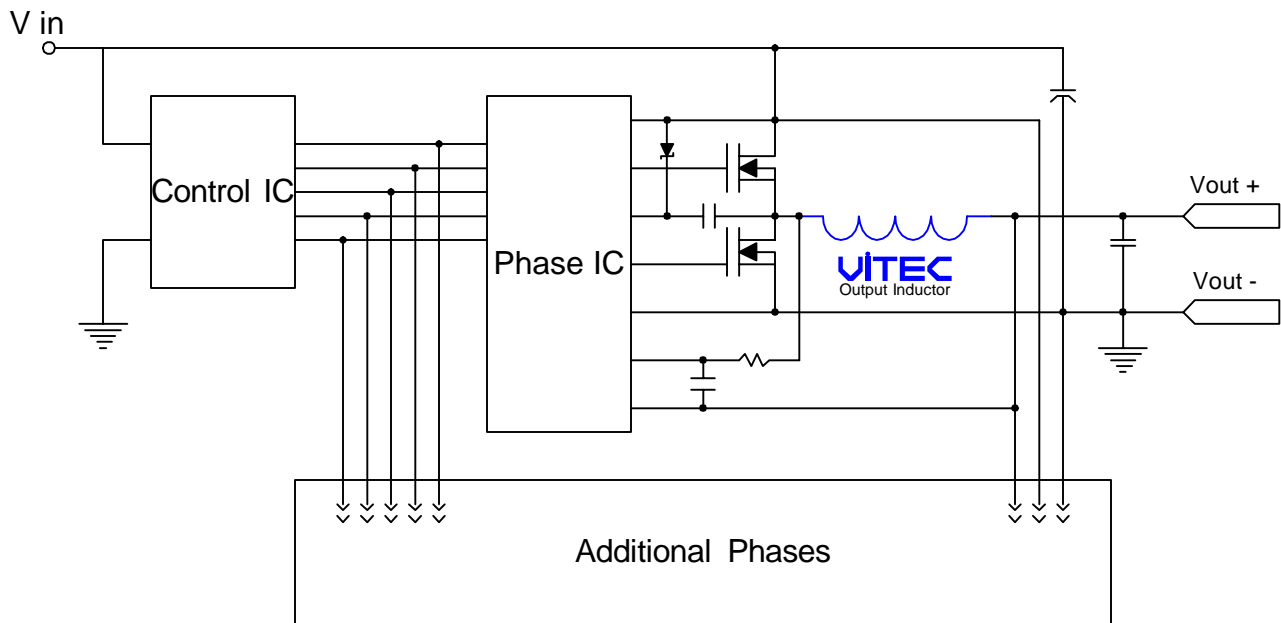 V in
Control IC
Phase IC
Vout +
ViTEC
Output Inductor
Vout -
Additional Phases